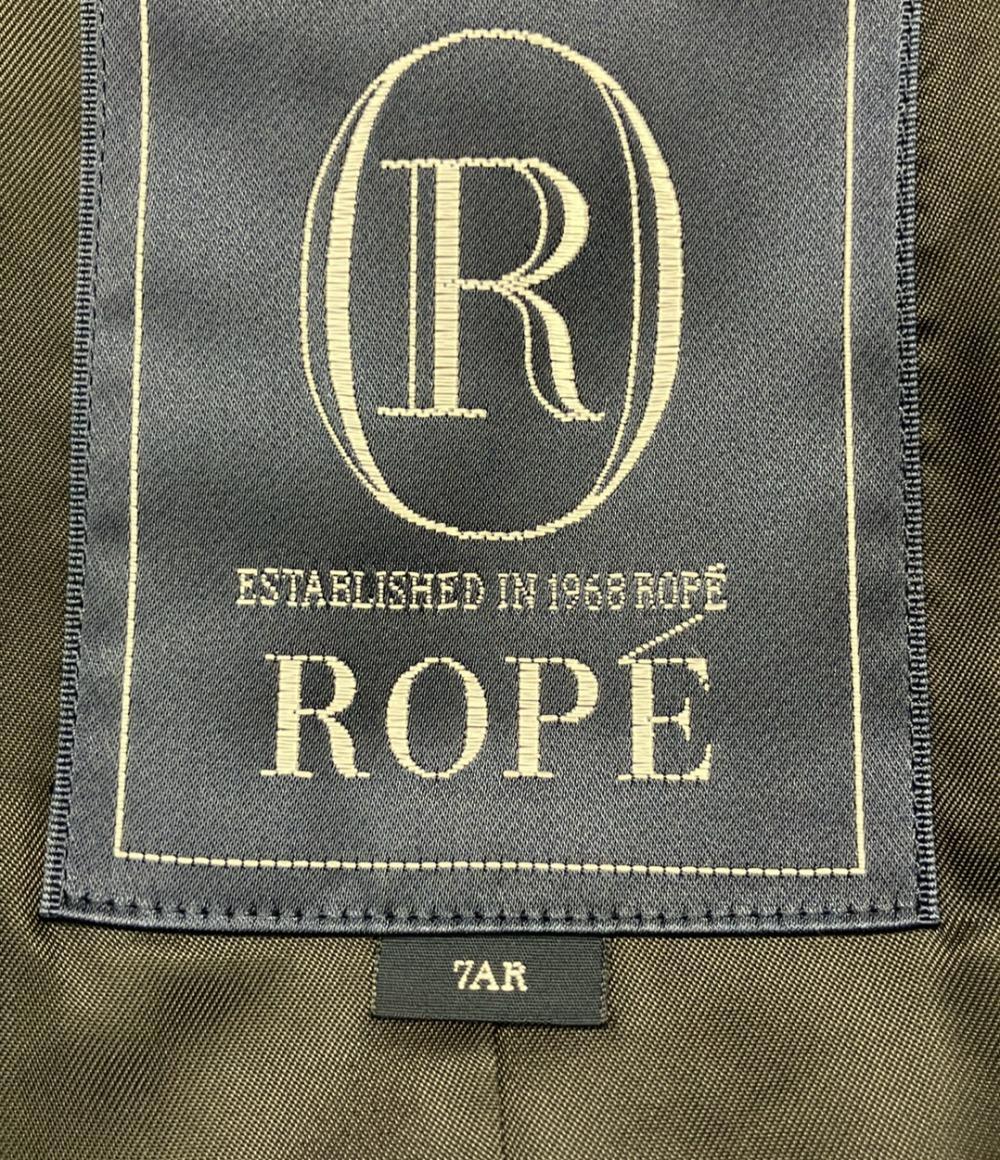 R
ESTABLISHED IN 1968 ROPÉ
ROPÉ
7AR